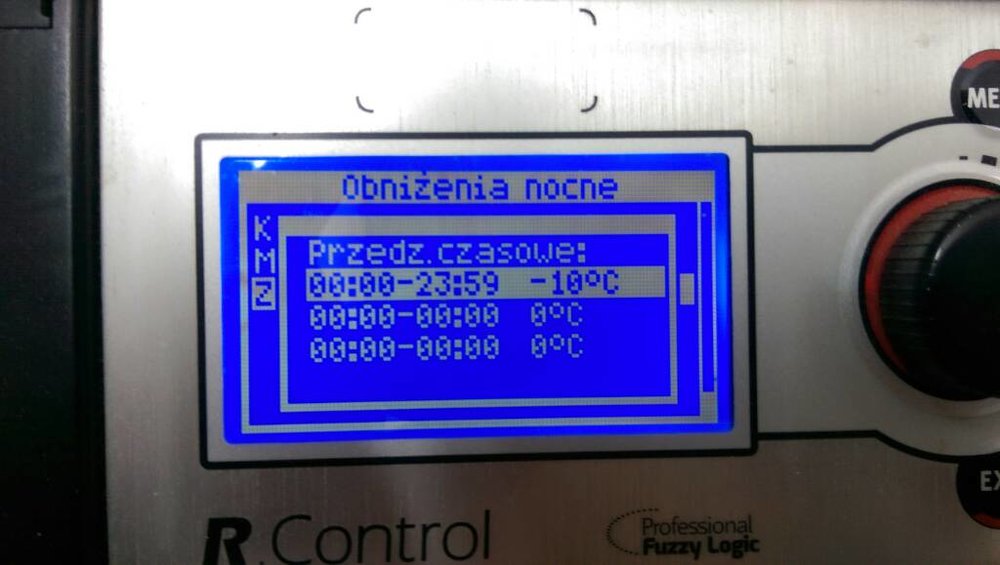 Obniżenia nocne
K
M
Z
Przedz.czasowe:
00:00-23:59 -10°C
00:00-00:00 0°C
00:00-00:00 0°C
R.Control
Professional
Fuzzy Logic